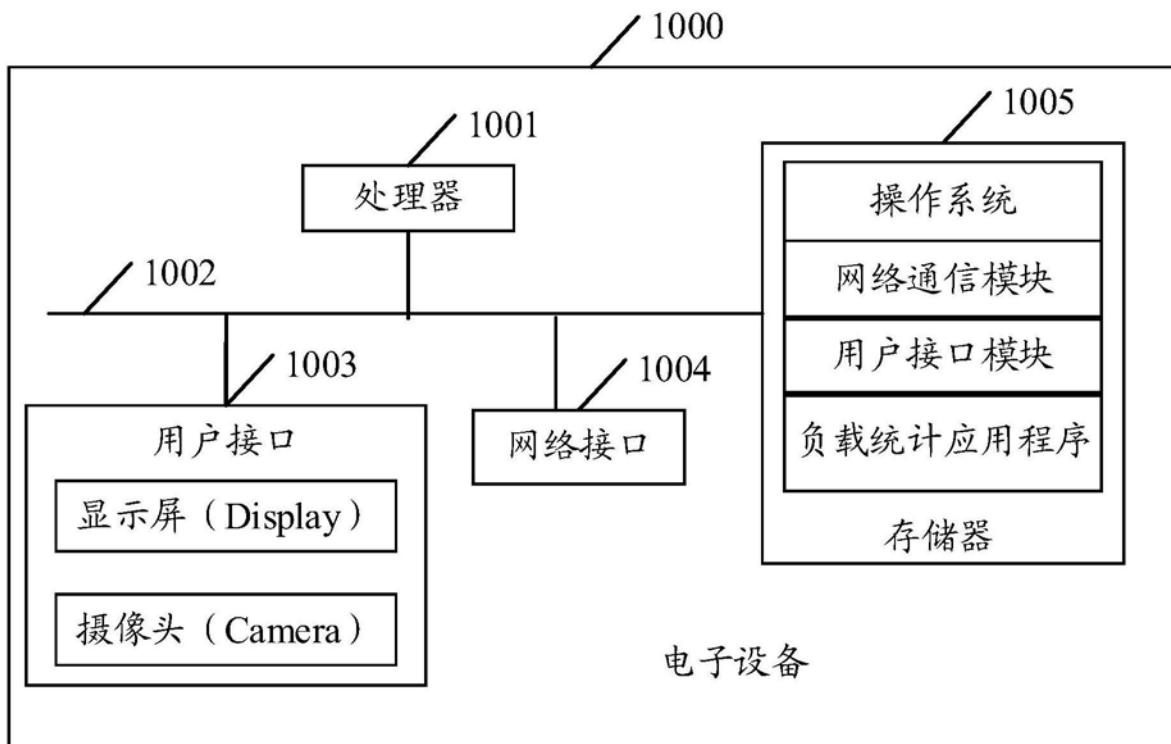 1000
1001
1005
处理器
操作系统
1002
网络通信模块
1003
1004
用户接口模块
用户接口
网络接口
负载统计应用程序
显示屏（Display）
存储器
摄像头（Camera）
电子设备